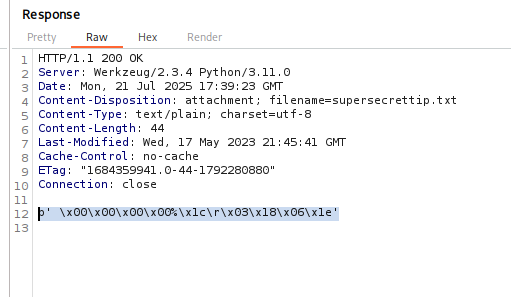 Response
Pretty Raw Hex Render
1 HTTP/1.1 200 OK
2 Server: Werkzeug/2.3.4 Python/3.11.0
3 Date: Mon, 21 Jul 2025 17:39:23 GMT
4 Content-Disposition: attachment; filename=supersecrettip.txt
5 Content-Type: text/plain; charset=utf-8
6 Content-Length: 44
7 Last-Modified: Wed, 17 May 2023 21:45:41 GMT
8 Cache-Control: no-cache
9 ETag: "1684359941.0-44-1792280880"
10 Connection: close
11
12 b' \x00\x00\x00\x00%\x1c\r\x03\x18\x06\x1e'
13